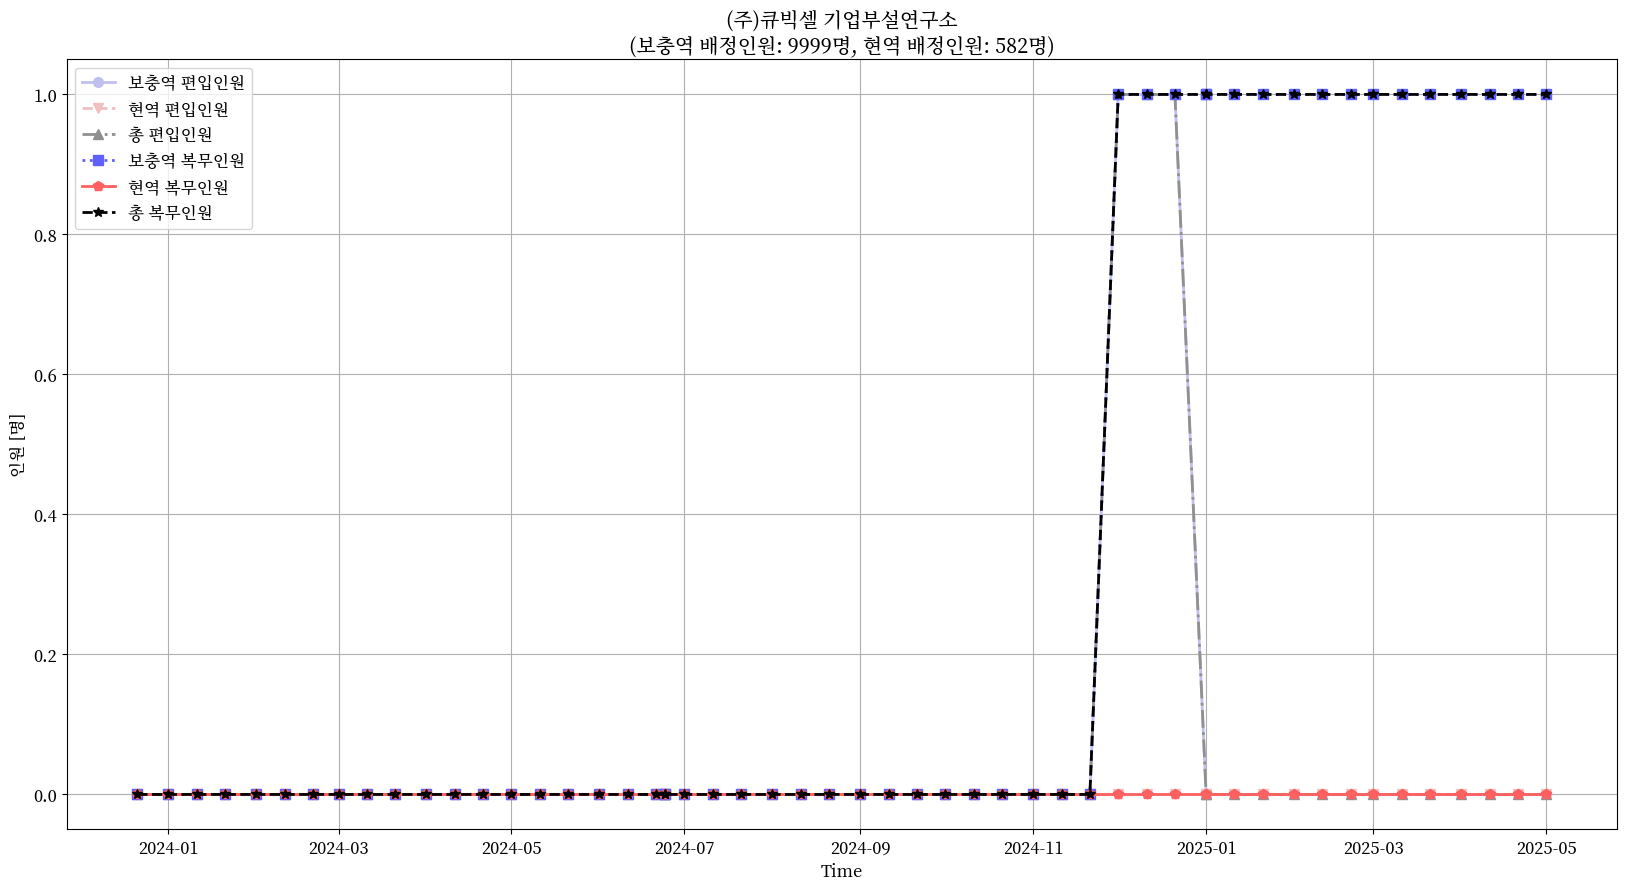 (주)큐빅셀 기업부설연구소
(보충역 배정인원: 9999명, 현역 배정인원: 582명)
보충역 편입인원
현역 편입인원
총 편입인원
보충역 복무인원
현역 복무인원
총 복무인원
1.0
0.8
0.6
0.4
0.2
0.0
인원 [명]
2024-01
2024-03
2024-05
2024-07
2024-09
2024-11
2025-01
2025-03
2025-05
Time